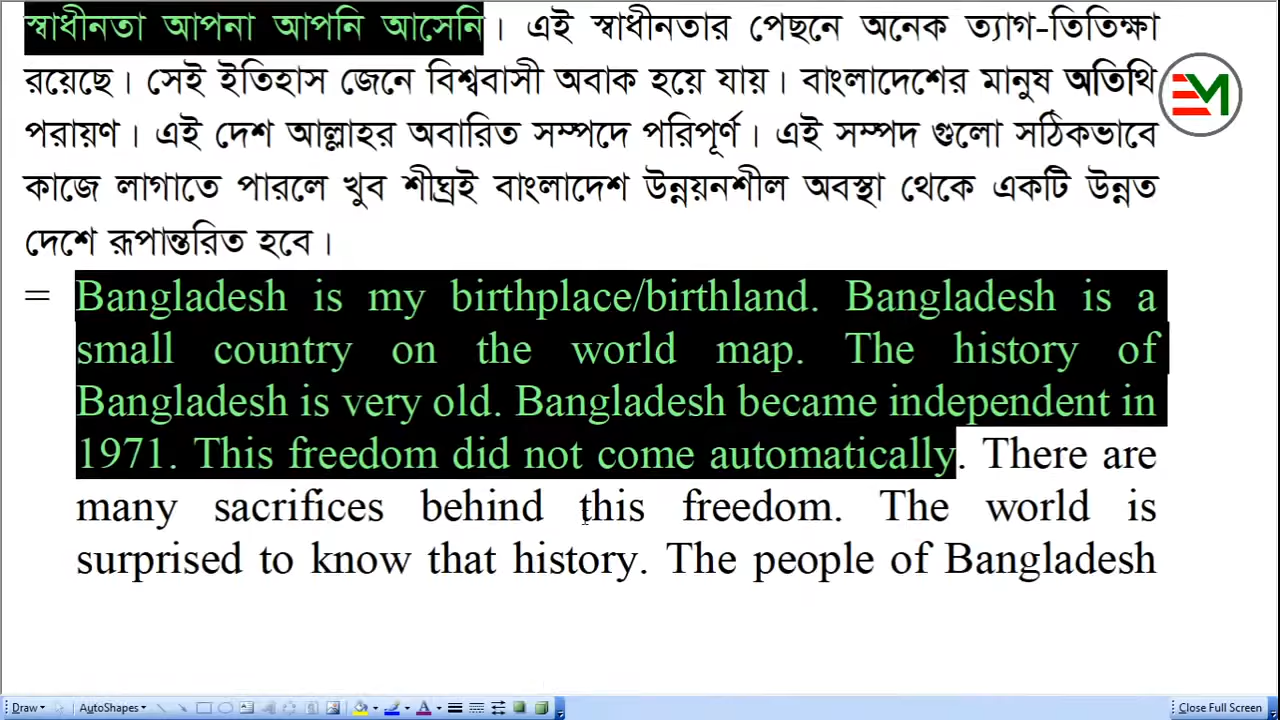 স্বাধীনতা আপনা আপনি আসেনি। এই স্বাধীনতার পেছনে অনেক ত্যাগ-তিতিক্ষা
রয়েছে। সেই ইতিহাস জেনে বিশ্ববাসী অবাক হয়ে যায়। বাংলাদেশের মানুষ অতিথি
পরায়ণ। এই দেশ আল্লাহর অবারিত সম্পদে পরিপূর্ণ। এই সম্পদ গুলো সঠিকভাবে
কাজে লাগাতে পারলে খুব শীঘ্রই বাংলাদেশ উন্নয়নশীল অবস্থা থেকে একটি উন্নত
দেশে রূপান্তরিত হবে।
= Bangladesh is my birthplace/birthland. Bangladesh is a
small country on the world map. The history of
Bangladesh is very old. Bangladesh became independent in
1971. This freedom did not come automatically. There are
many sacrifices behind this freedom. The world is
surprised to know that history. The people of Bangladesh
EM
Draw AutoShapes A Close Full Screen